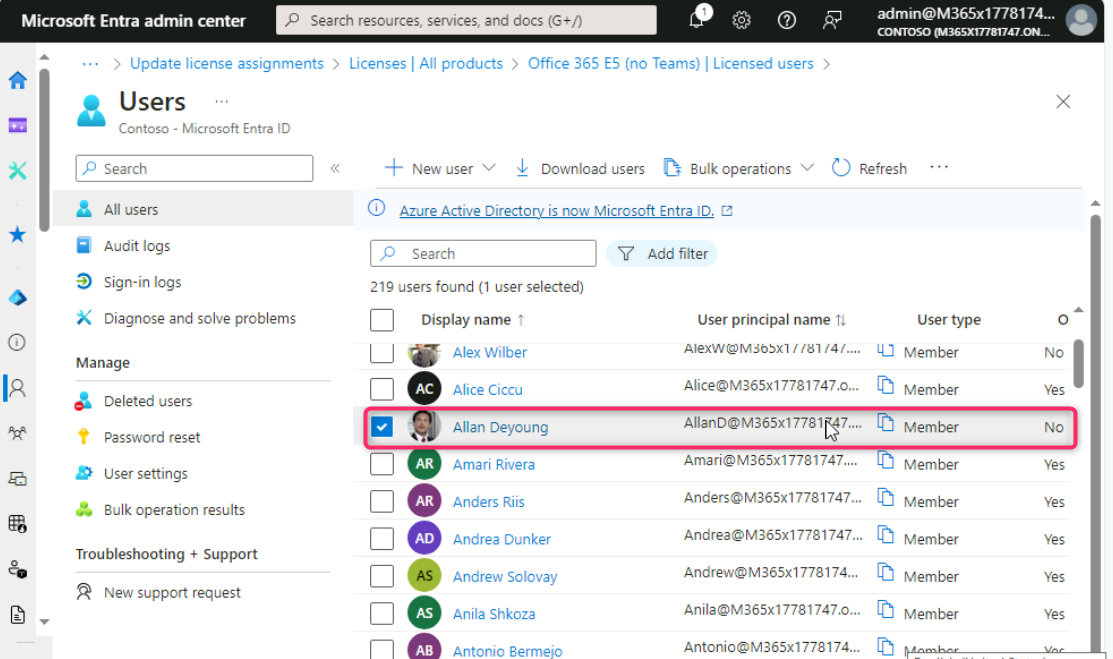 Microsoft Entra admin center
Search resources, services, and docs (G+/)
1
admin@M365x1778174...
CONTOSO (M365X17781747.ON...
... > Update license assignments > Licenses | All products > Office 365 E5 (no Teams) | Licensed users >
Users ...
Contoso - Microsoft Entra ID
Search
All users
Audit logs
Sign-in logs
Diagnose and solve problems
Manage
Deleted users
Password reset
User settings
Bulk operation results
Troubleshooting + Support
New support request
New user Download users Bulk operations Refresh ...
Azure Active Directory is now Microsoft Entra ID.
Search Add filter
219 users found (1 user selected)
Display name ↑ User principal name ↑↓ User type O
Alex Wilber AlexW@M365x17781747.... Member No
AC Alice Ciccu Alice@M365x17781747.o... Member Yes
Allan Deyoung AllanD@M365x17781747.... Member No
AR Amari Rivera Amari@M365x17781747.... Member Yes
AR Anders Riis Anders@M365x1778174­7... Member Yes
AD Andrea Dunker Andrea@M365x17781747... Member Yes
AS Andrew Solovay Andrew@M365x1778174... Member Yes
AS Anila Shkoza Anila@M365x17781747.o... Member Yes
AB Antonio Bermejo Antonio@M365x1778174... Member Yes